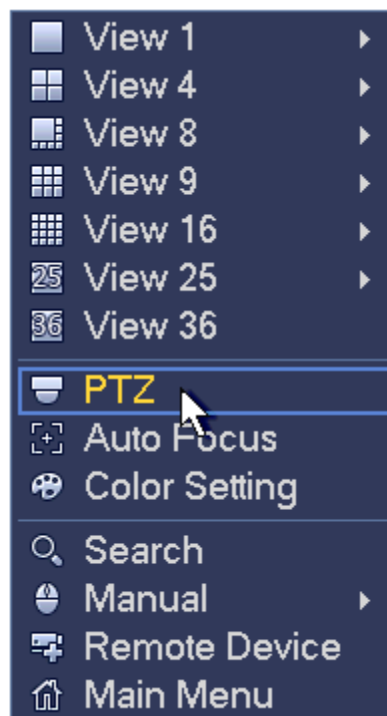 View 1
View 4
View 8
View 9
View 16
25 View 25
36 View 36
PTZ
Auto Focus
Color Setting
Search
Manual
Remote Device
Main Menu